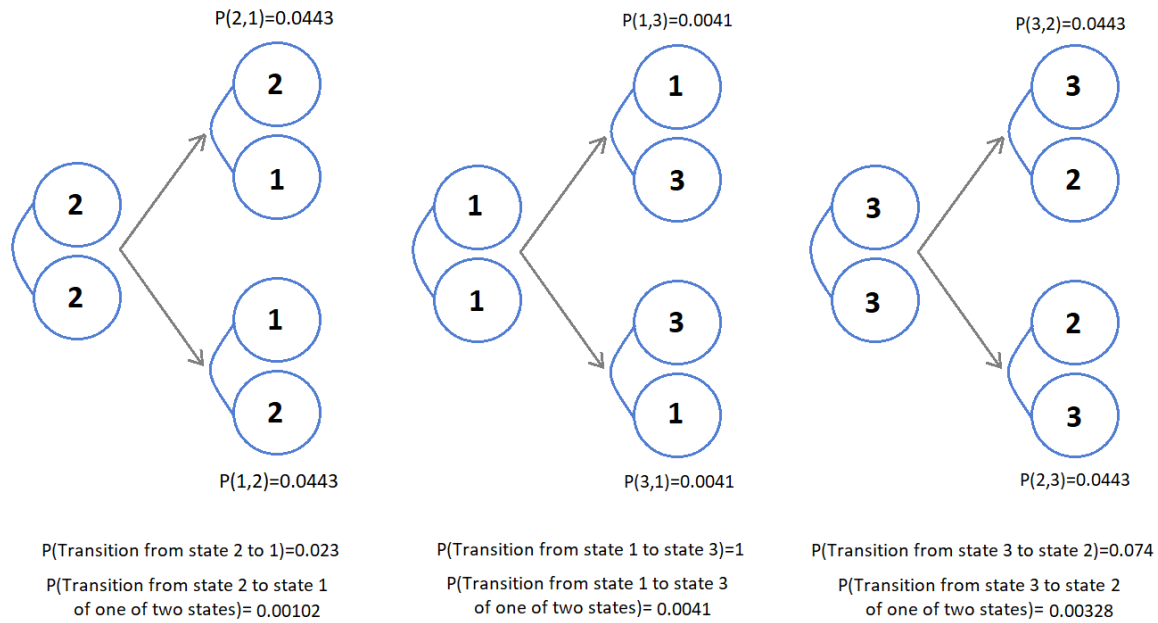 P(2,1)=0.0443
P(1,3)=0.0041
P(3,2)=0.0443
2
1
3
1
3
2
2
2
1
1
3
3
1
3
2
2
1
3
P(1,2)=0.0443
P(3,1)=0.0041
P(2,3)=0.0443
P(Transition from state 2 to 1)=0.023
P(Transition from state 2 to state 1
of one of two states)= 0.00102
P(Transition from state 1 to state 3)=1
P(Transition from state 1 to state 3
of one of two states)= 0.0041
P(Transition from state 3 to state 2)=0.074
P(Transition from state 3 to state 2
of one of two states)= 0.00328